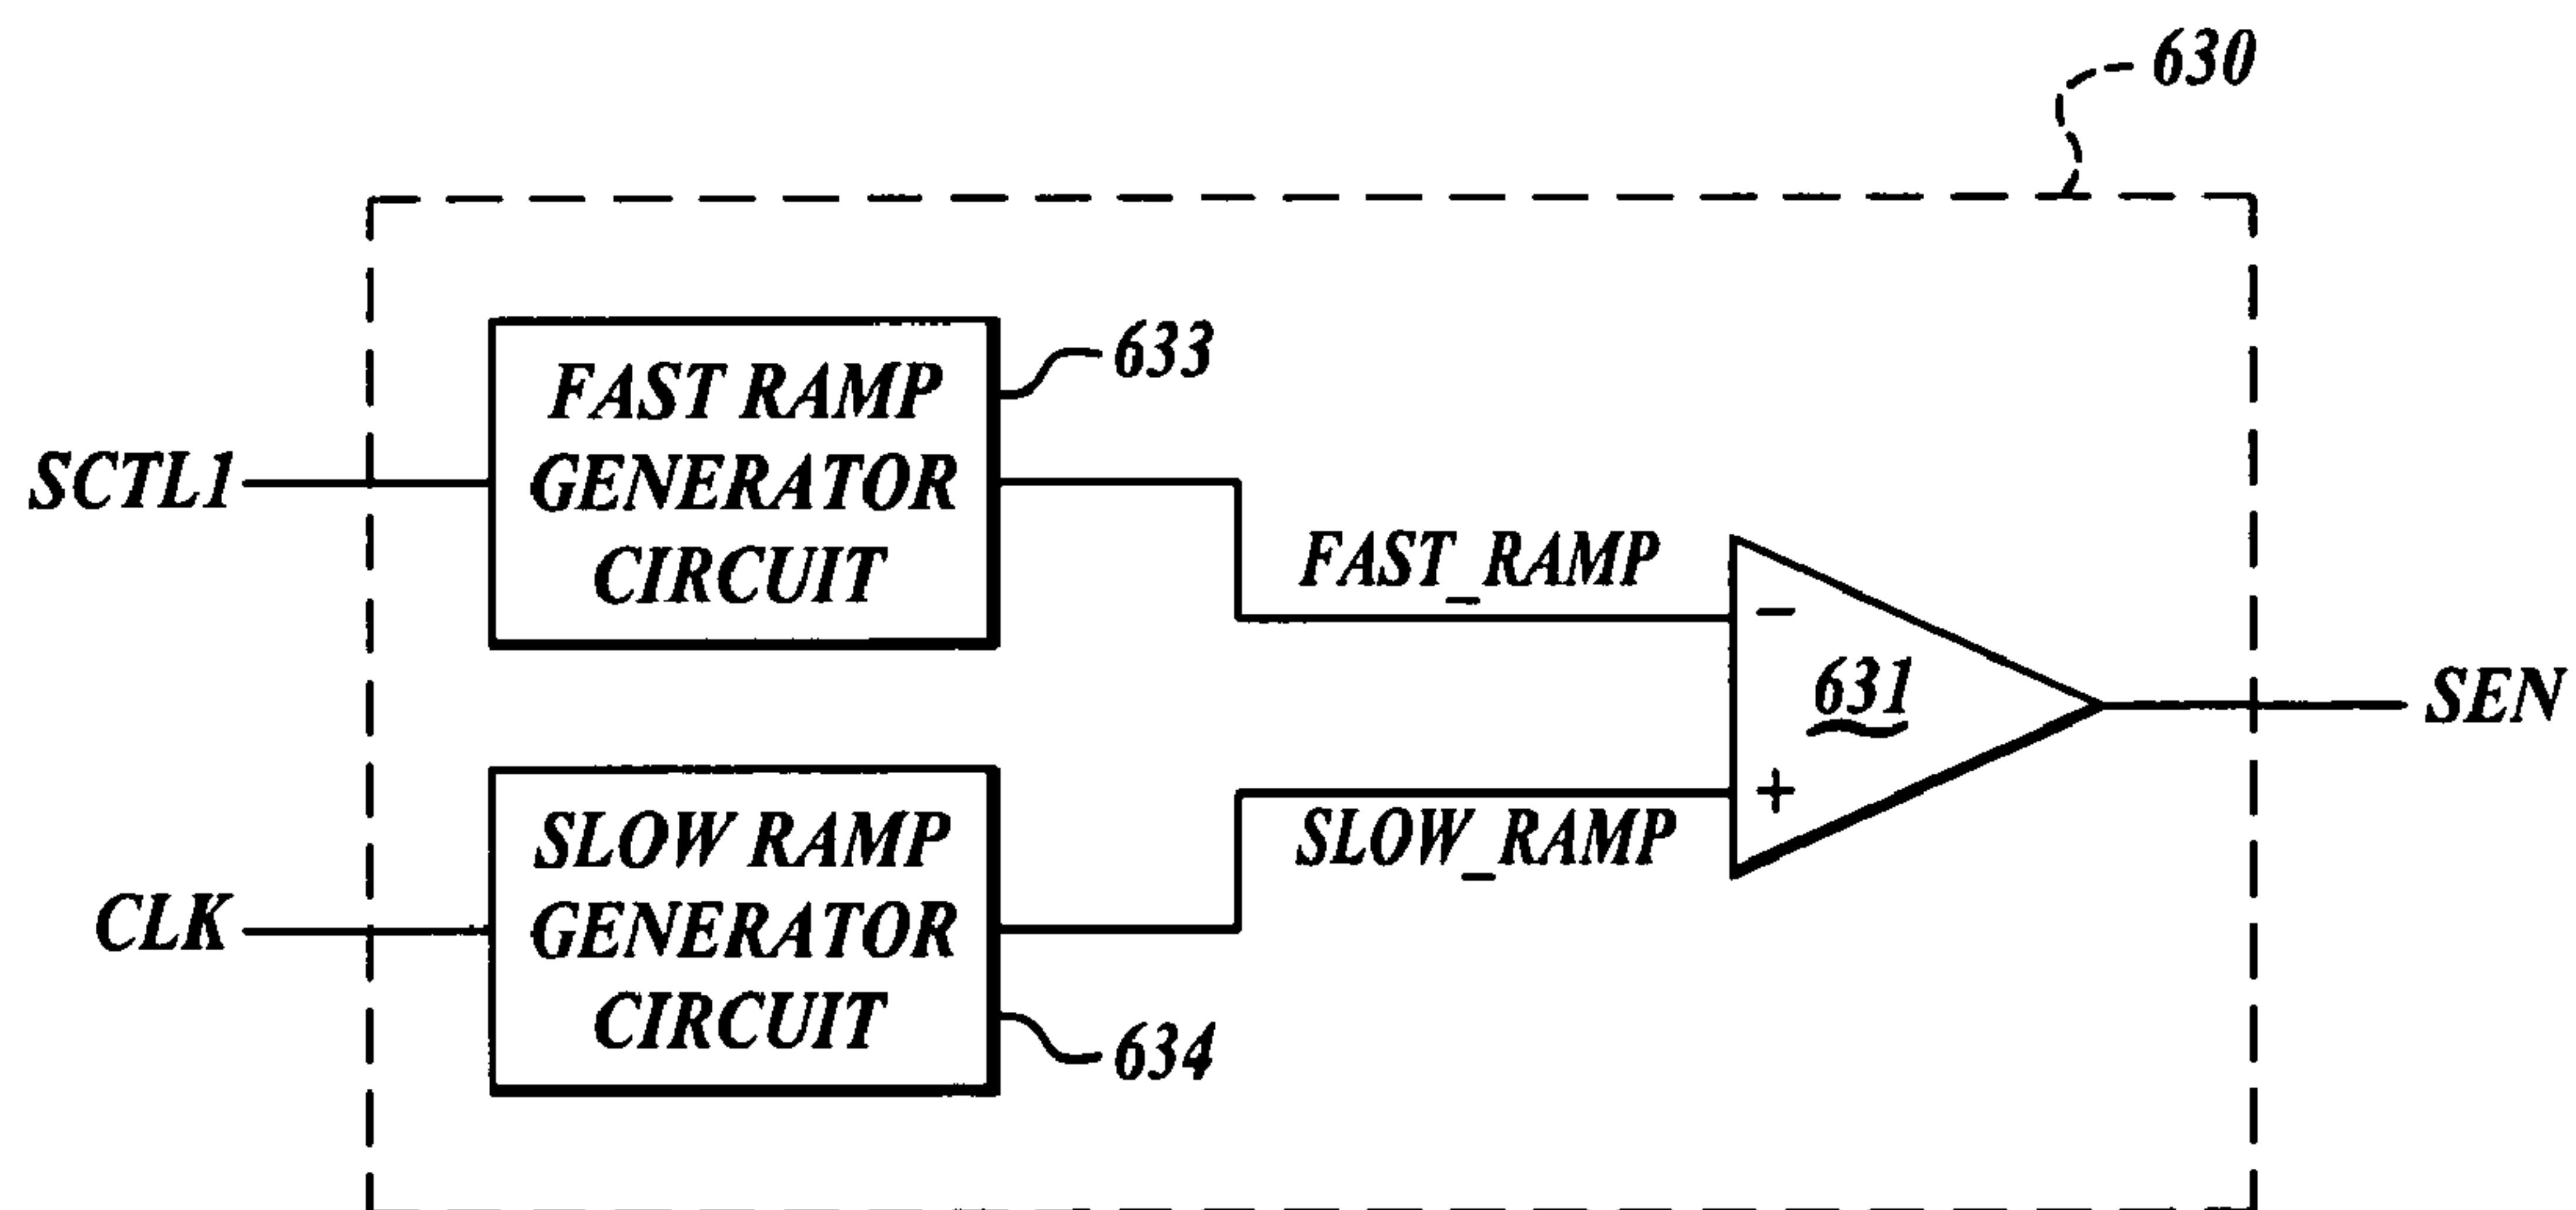 630
FAST RAMP
GENERATOR
CIRCUIT
633
SCTL1
FAST_RAMP
−
631
+
SEN
SLOW_RAMP
SLOW RAMP
GENERATOR
CIRCUIT
634
CLK